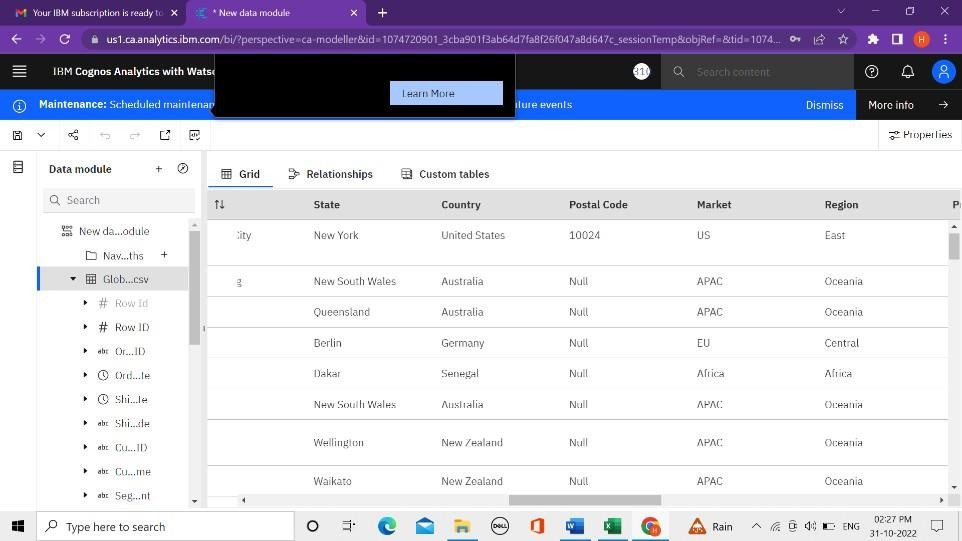 Your IBM subscription is ready to
* New data module
us1.ca.analytics.ibm.com/bi/?perspective=ca-modeller&id=1074720901_3cba901f3ab64d7fa8f26f047a8d647c_sessionTemp&objRef=&tid=1074...
H
IBM Cognos Analytics with Watso
Learn More
Search content
Maintenance: Scheduled maintenan
ture events
Dismiss
More info
Properties
Data module
Grid
Relationships
Custom tables
Search
State
Country
Postal Code
Market
Region
New da...odule
City
New York
United States
10024
US
East
Nav...ths
Glob...csv
g
New South Wales
Australia
Null
APAC
Oceania
Row Id
Queensland
Australia
Null
APAC
Oceania
Row ID
Berlin
Germany
Null
EU
Central
abc Or...ID
Ord...te
Dakar
Senegal
Null
Africa
Africa
Shi...te
New South Wales
Australia
Null
APAC
Oceania
abc Shi...de
abc Cu...ID
Wellington
New Zealand
Null
APAC
Oceania
abc Cu...me
Waikato
New Zealand
Null
APAC
Oceania
abc Seg...nt
Type here to search
DELL
Rain
ENG
02:27 PM
31-10-2022